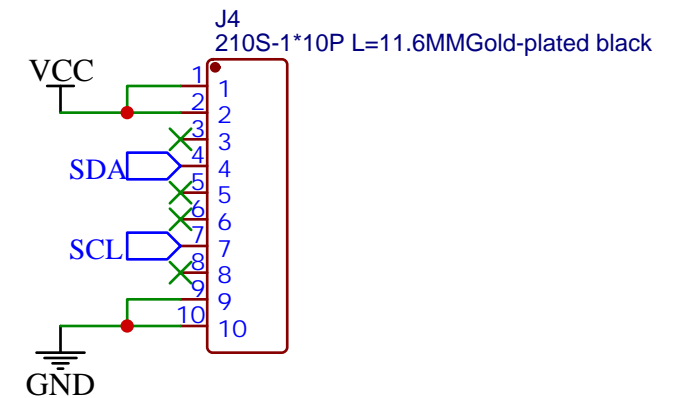 J4
210S-1*10P L=11.6MMGold-plated black
VCC
1 1
2 2
3 3
SDA 4 4
5 5
6 6
SCL 7 7
8 8
9 9
10 10
GND